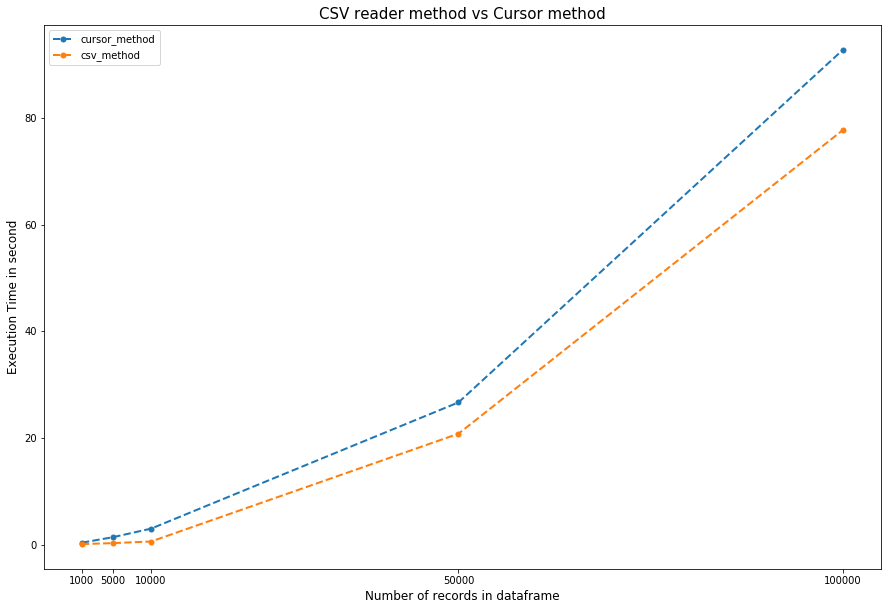 CSV reader method vs Cursor method
cursor_method
csv_method
80
60
40
20
0
Execution Time in second
1000 5000 10000 50000 100000
Number of records in dataframe